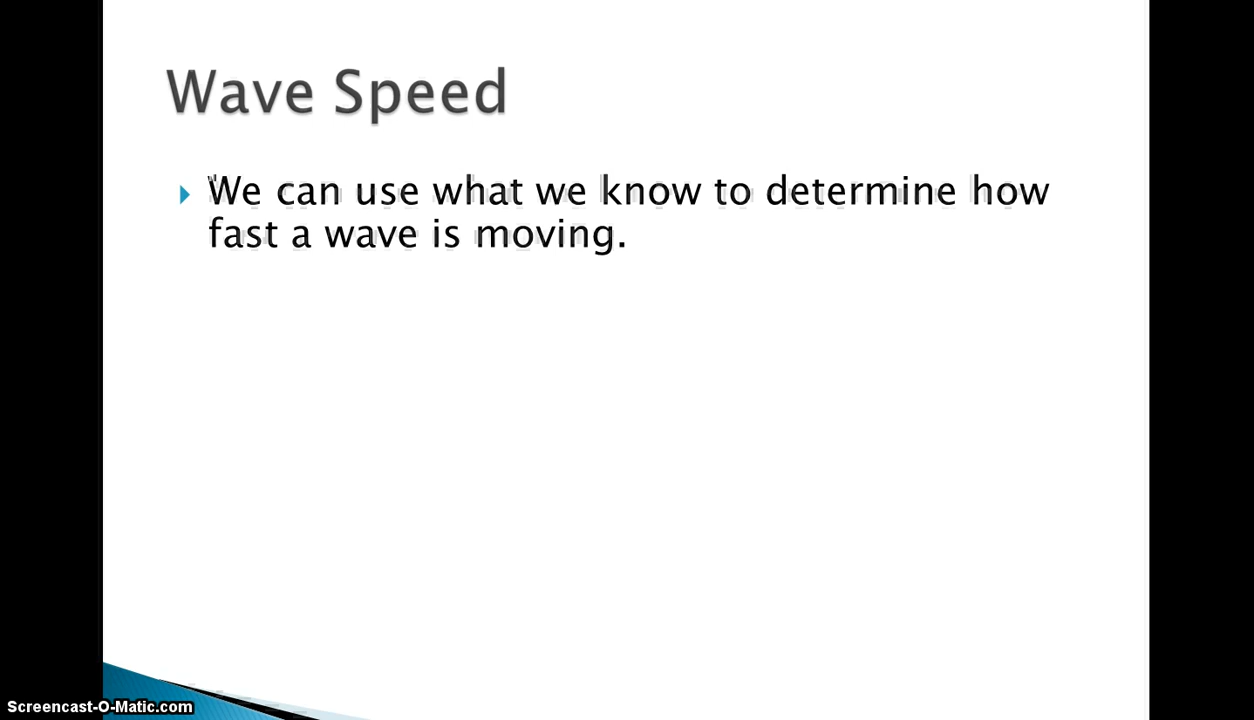 Wave Speed
We can use what we know to determine how
fast a wave is moving.
Screencast-O-Matic.com